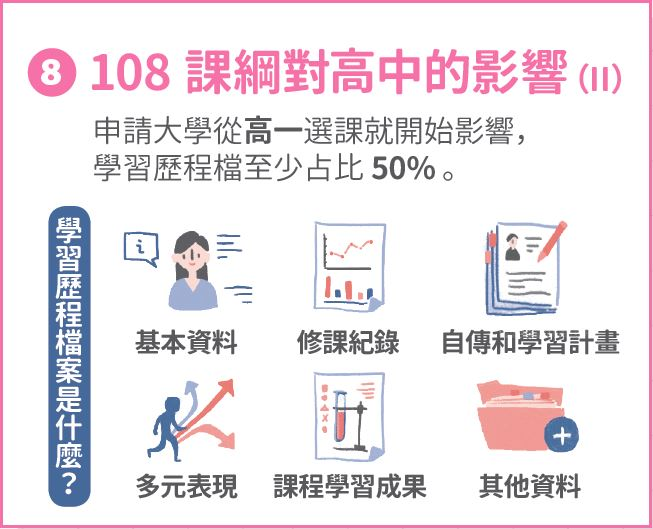 8 108 課綱對高中的影響 (II)
申請大學從高一選課就開始影響,
學習歷程檔至少占比 50%。
學習歷程檔案是什麼?
i
基本資料
修課紀錄
自傳和學習計畫
多元表現
課程學習成果
其他資料